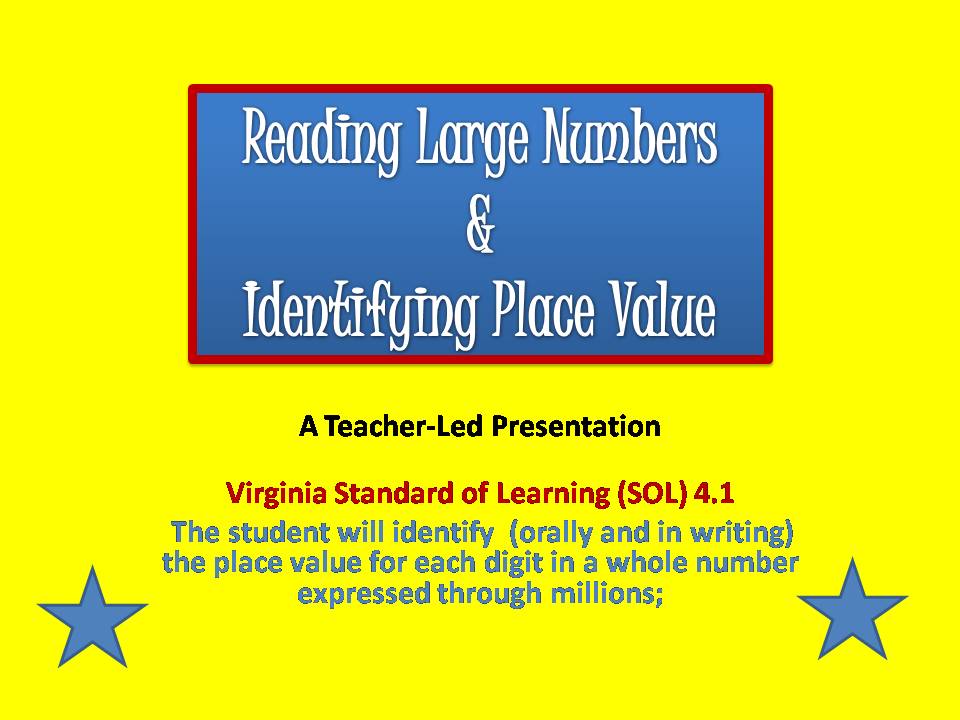 Reading Large Numbers
&
Identifying Place Value
A Teacher-Led Presentation
Virginia Standard of Learning (SOL) 4.1
The student will identify  (orally and in writing)
the place value for each digit in a whole number
expressed through millions;